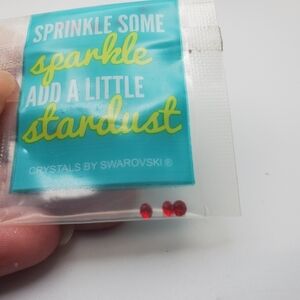 SPRINKLE SOME
sparkle
ADD A LITTLE
stardust
CRYSTALS BY SWAROVSKI ®